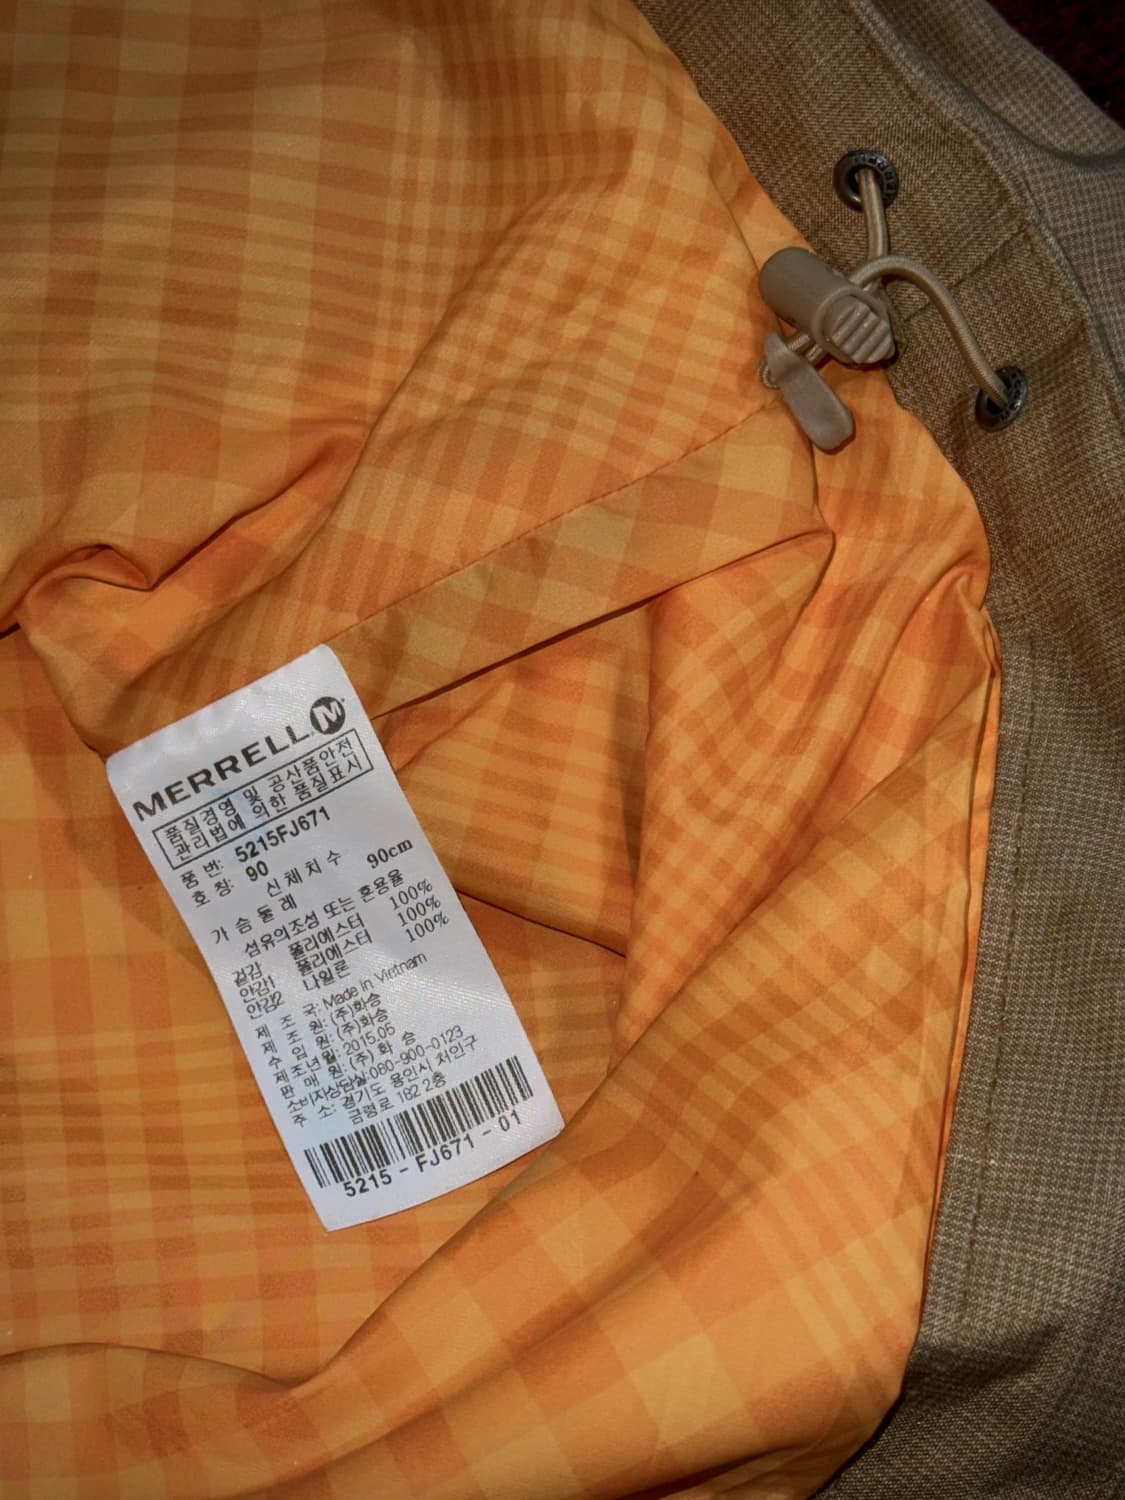 MERRELL
품질경영 및 공산품안전
관리법에 의한 품질표시
품 번: 5215FJ671
호 칭: 90
신체치수
가 슴 둘 레 90cm
섬유의조성 또는 혼용율
겉감 폴리에스터 100%
안감1 폴리에스터 100%
안감2 나일론 100%
제 조 국: Made in Vietnam
제 조 원: (주)화승
수 입 원: (주)화승
제조년월: 2015.05
판 매 원: (주) 화 승
소비자상담실:080-900-0123
주 소: 경기도 용인시 처인구
금령로 182 2층
5215 - FJ671 - 01